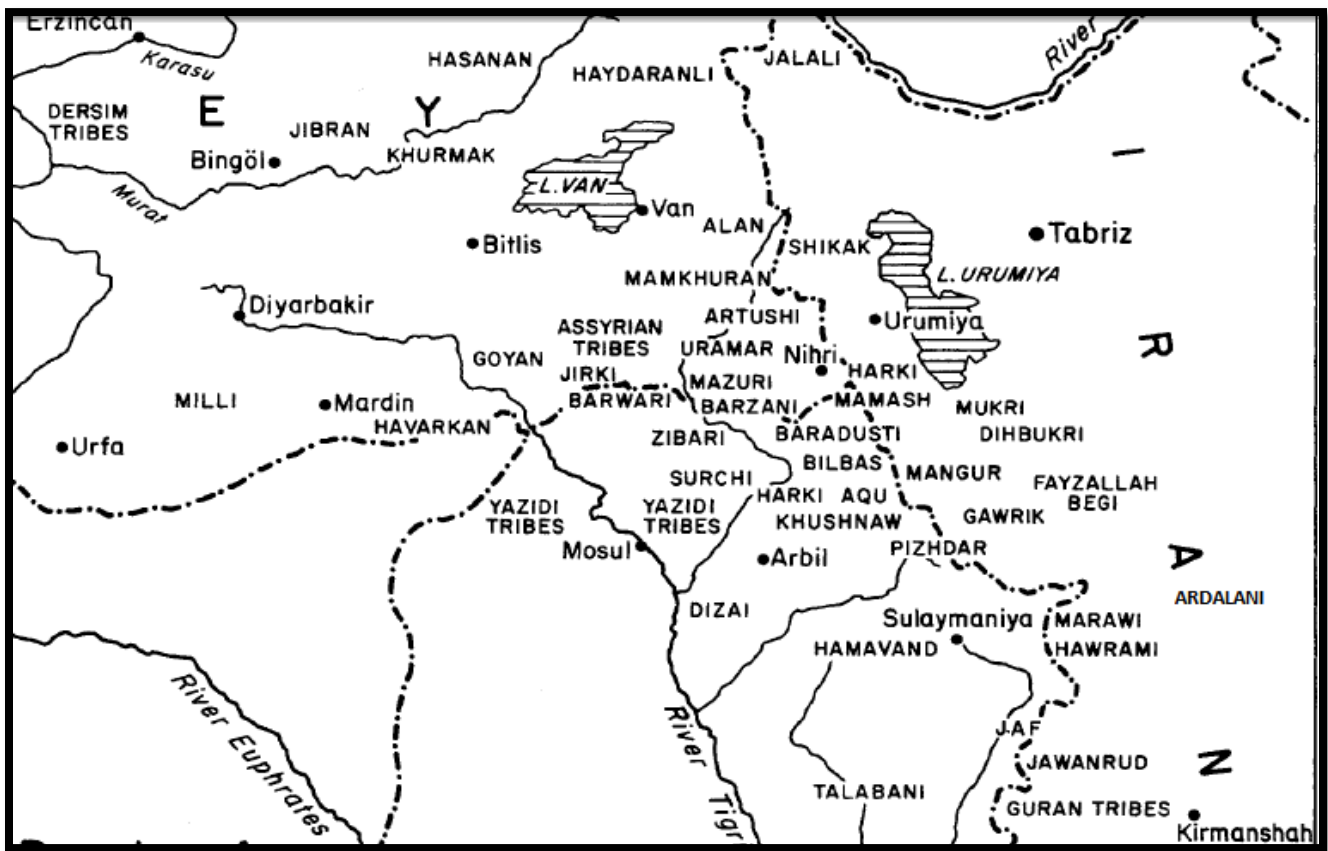 Erzincan
Karasu
HASANAN
HAYDARANLI
JALALI
River
DERSIM
TRIBES
E
Y
JIBRAN
Bingöl
KHURMAK
I
Murat
L. VAN
Van
ALAN
SHIKAK
Tabriz
Bitlis
L. URUMIYA
MAMKHURAN
Diyarbakir
ARTUSHI
Urumiya
ASSYRIAN
TRIBES
URAMAR
Nihri
R
GOYAN
JIRKI
MAZURI
HARKI
MILLI
Mardin
BARWARI
BARZANI
MAMASH
MUKRI
HAVARKAN
ZIBARI
BARADUSTI
DIHBUKRI
Urfa
BILBAS
MANGUR
SURCHI
FAYZALLAH
BEGI
HARKI
AQU
YAZIDI
TRIBES
YAZIDI
TRIBES
KHUSHNAW
GAWRIK
Mosul
Arbil
PIZHDAR
A
ARDALANI
DIZAI
Sulaymaniya
MARAWI
HAMAVAND
HAWRAMI
River Euphrates
River Tigri
JAF
N
JAWANRUD
TALABANI
GURAN TRIBES
Kirmanshah